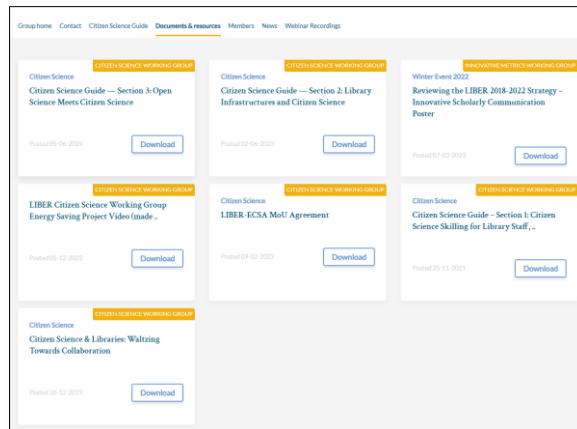 Group home Contact Citizen Science Guide Documents & resources Members News Webinar Recordings
CITIZEN SCIENCE WORKING GROUP
Citizen Science
Citizen Science Guide — Section 3: Open
Science Meets Citizen Science
Posted 05-06-2024
Download
CITIZEN SCIENCE WORKING GROUP
Citizen Science
Citizen Science Guide — Section 2: Library
Infrastructures and Citizen Science
Posted 02-06-2023
Download
INNOVATIVE METRICS WORKING GROUP
Winter Event 2022
Reviewing the LIBER 2018-2022 Strategy –
Innovative Scholarly Communication
Poster
Posted 07-03-2023
Download
CITIZEN SCIENCE WORKING GROUP
LIBER Citizen Science Working Group
Energy Saving Project Video (made ..
Posted 05-12-2022
Download
CITIZEN SCIENCE WORKING GROUP
Citizen Science
LIBER-ECSA MoU Agreement
Posted 09-02-2022
Download
CITIZEN SCIENCE WORKING GROUP
Citizen Science
Citizen Science Guide – Section 1: Citizen
Science Skilling for Library Staff, ..
Posted 25-11-2021
Download
CITIZEN SCIENCE WORKING GROUP
Citizen Science
Citizen Science & Libraries: Waltzing
Towards Collaboration
Posted
Download